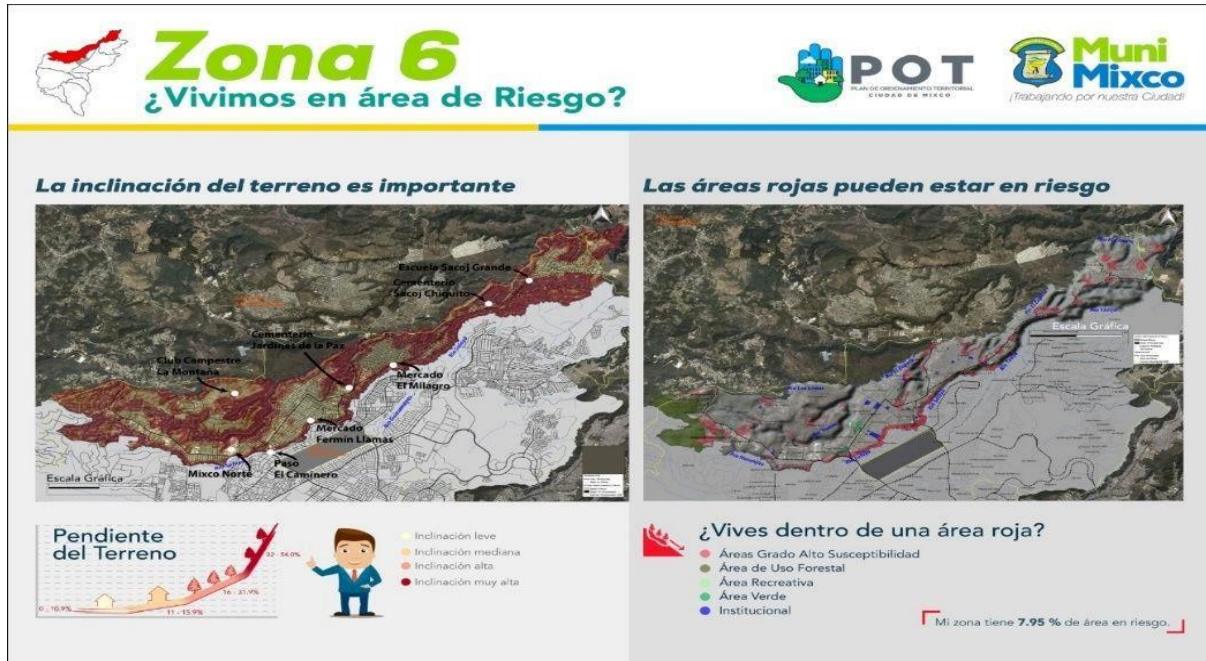 Zona 6
¿Vivimos en área de Riesgo?
POT
PLAN DE ORDENAMIENTO TERRITORIAL
CIUDAD DE MIXCO
Muni
Mixco
¡Trabajando por nuestra Ciudad!
La inclinación del terreno es importante
Escuela Sacoj Grande
Cementerio
Sacoj Chiquito
Cementerio
Jardines de la Paz
Club Campestre
La Montaña
Mercado
El Milagro
Mercado
Fermín Llamas
Paso
El Caminero
Mixco Norte
Escala Gráfica
Pendiente
del Terreno
0 - 10.9%
11 - 15.9%
16 - 31.9%
32 - 54.0%
Inclinación leve
Inclinación mediana
Inclinación alta
Inclinación muy alta
Las áreas rojas pueden estar en riesgo
Escala Gráfica
¿Vives dentro de una área roja?
Áreas Grado Alto Susceptibilidad
Área de Uso Forestal
Área Recreativa
Área Verde
Institucional
Mi zona tiene 7.95 % de área en riesgo.